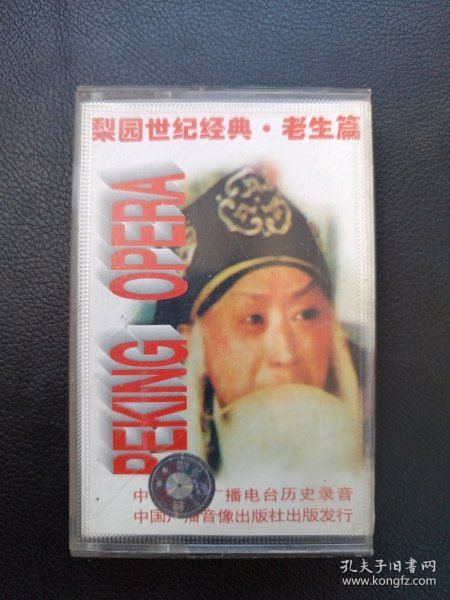 梨园世纪经典·老生篇
PEKING OPERA
中 广播电台历史录音
中国广播音像出版社出版发行
孔夫子旧书网
www.kongfz.com